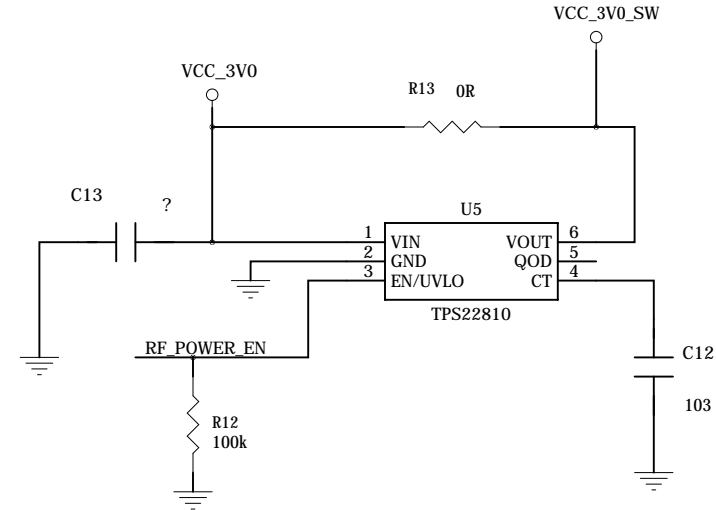 VCC_3V0_SW
VCC_3V0
R13 0R
C13 ?
U5
1 VIN VOUT 6
2 GND QOD 5
3 EN/UVLO CT 4
TPS22810
RF_POWER_EN
C12
103
R12
100k